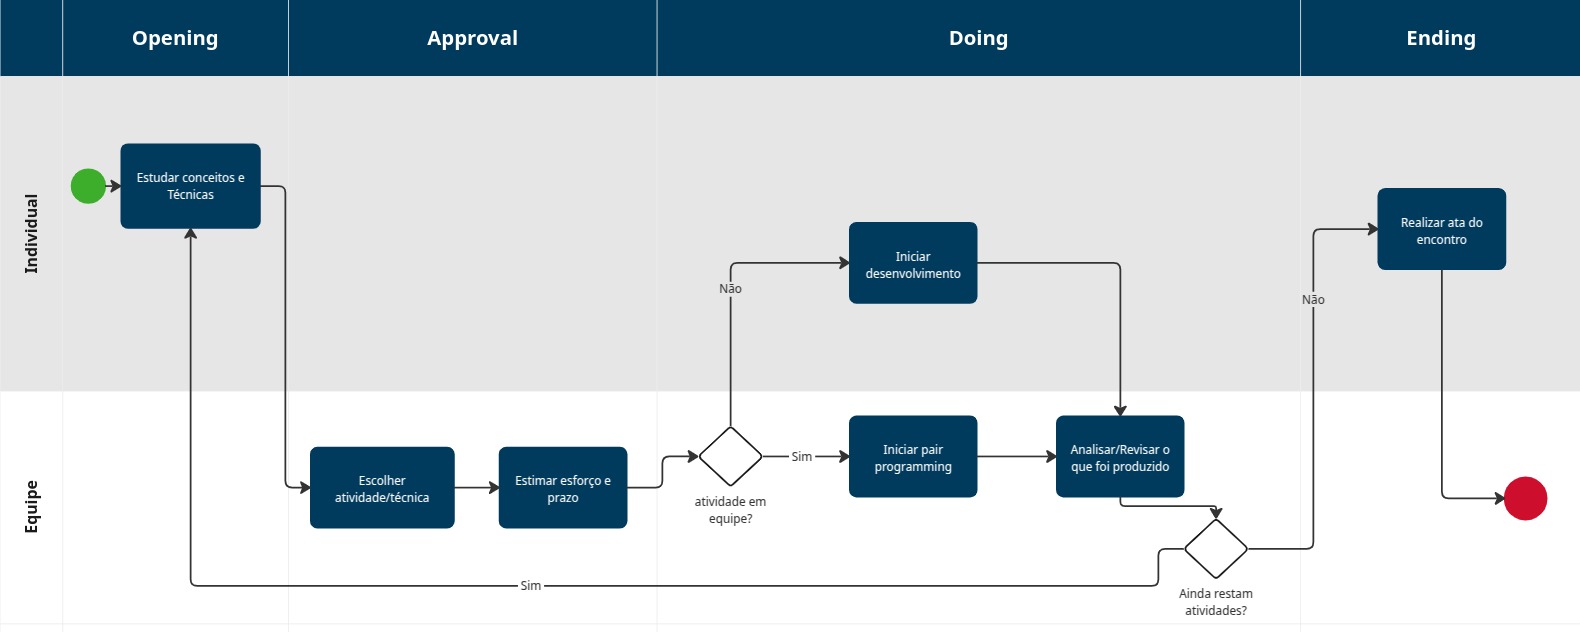 Opening
Approval
Doing
Ending
Individual
Estudar conceitos e
Técnicas
Realizar ata do
encontro
Iniciar
desenvolvimento
Não
Não
Equipe
Escolher
atividade/técnica
Estimar esforço e
prazo
atividade em
equipe?
Sim
Iniciar pair
programming
Analisar/Revisar o
que foi produzido
Sim
Ainda restam
atividades?